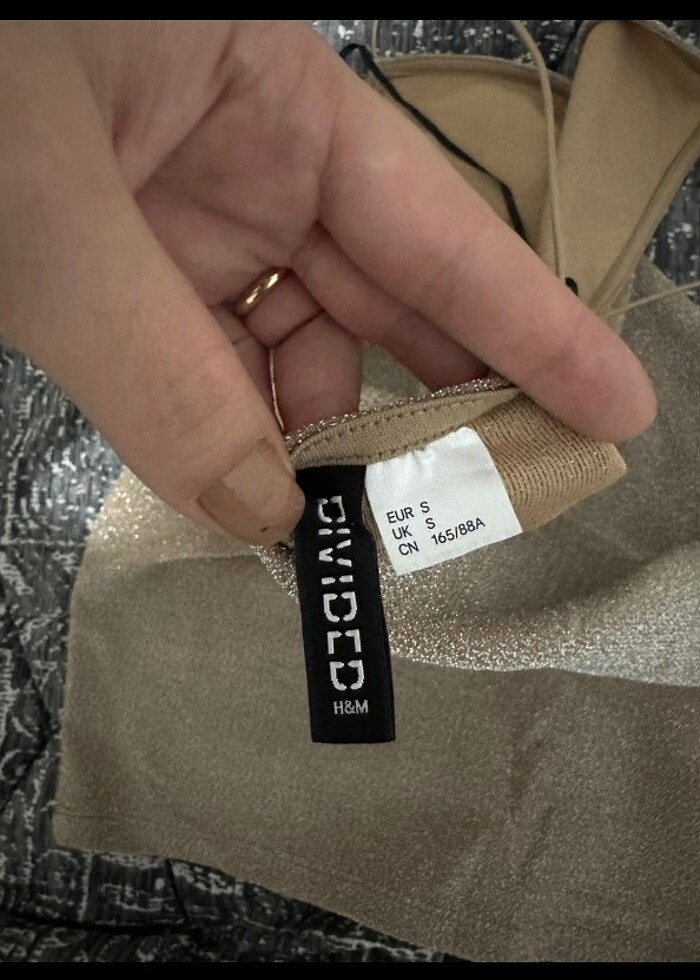 DIVIDED
H&M
EUR S
UK S
CN 165/88A